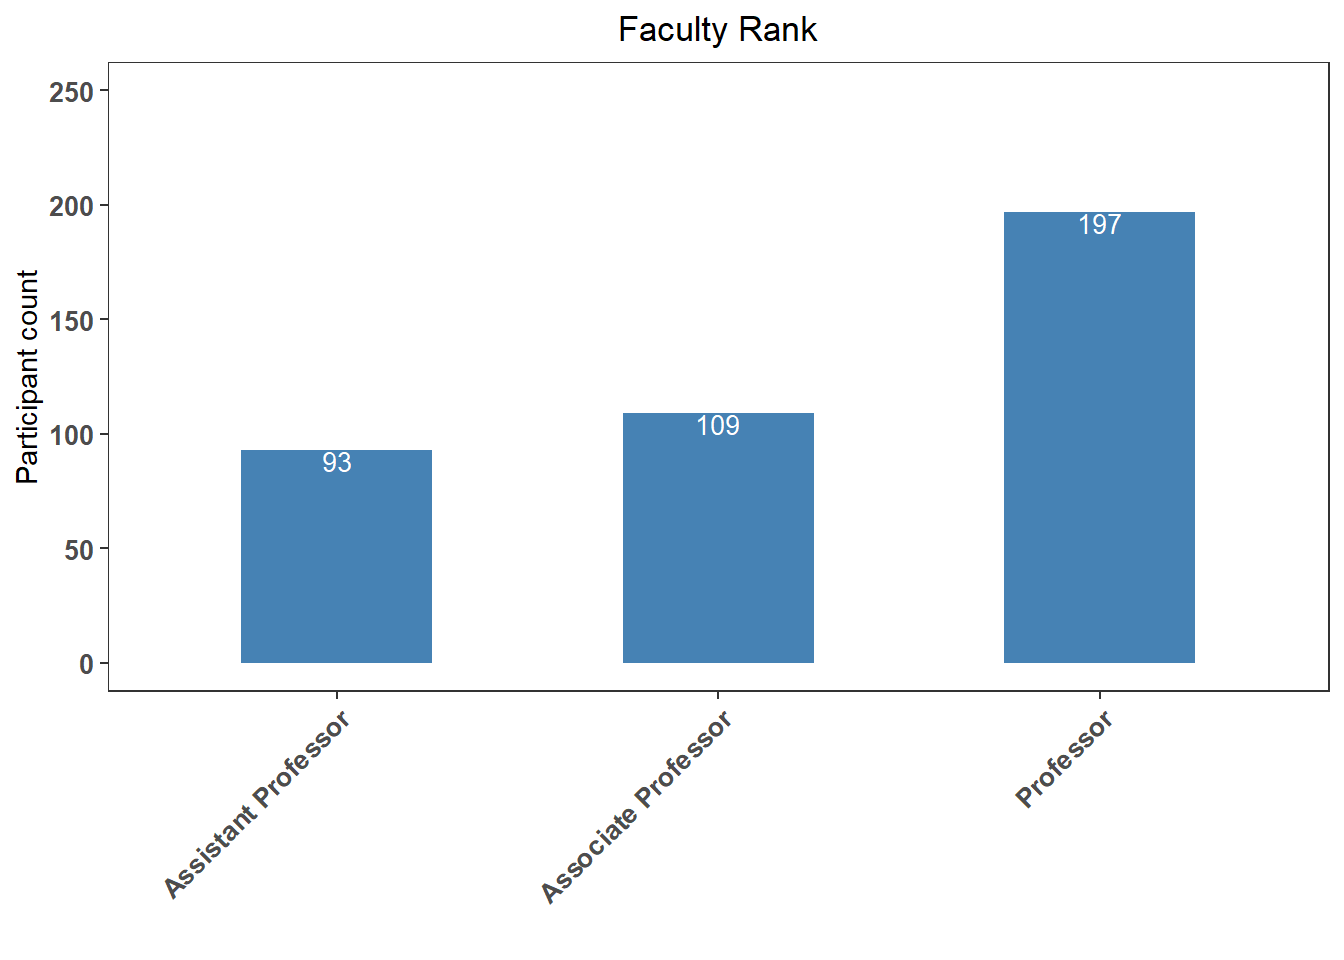 Faculty Rank
Participant count
250
200
150
100
50
0
93
109
197
Assistant Professor
Associate Professor
Professor